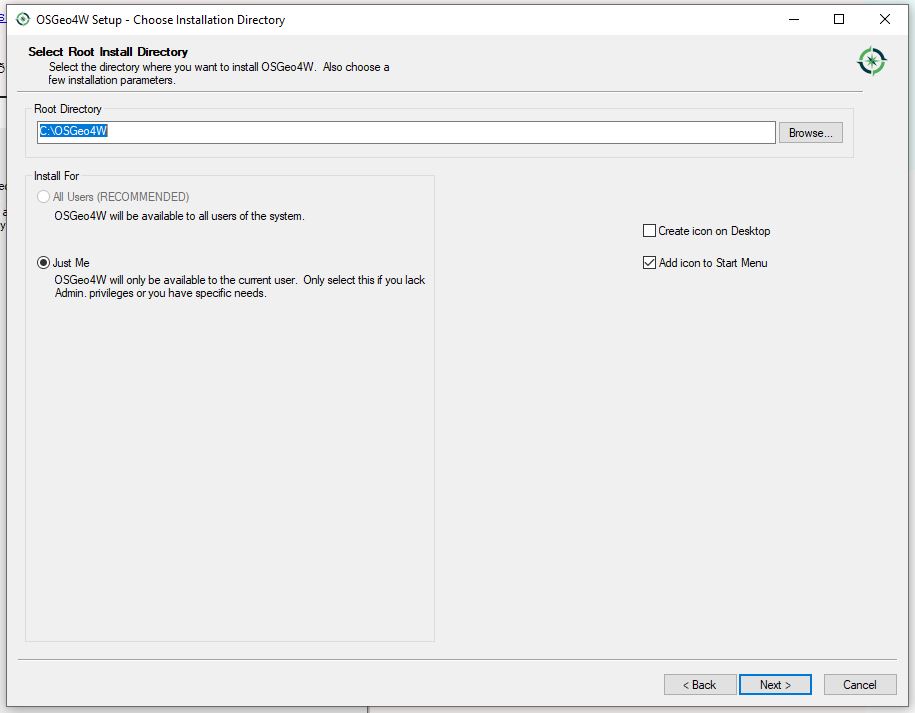 OSGeo4W Setup - Choose Installation Directory
Select Root Install Directory
Select the directory where you want to install OSGeo4W. Also choose a
few installation parameters.
Root Directory
C:\OSGeo4W
Browse...
Install For
All Users (RECOMMENDED)
OSGeo4W will be available to all users of the system.
Create icon on Desktop
Just Me
Add icon to Start Menu
OSGeo4W will only be available to the current user. Only select this if you lack
Admin. privileges or you have specific needs.
< Back
Next >
Cancel